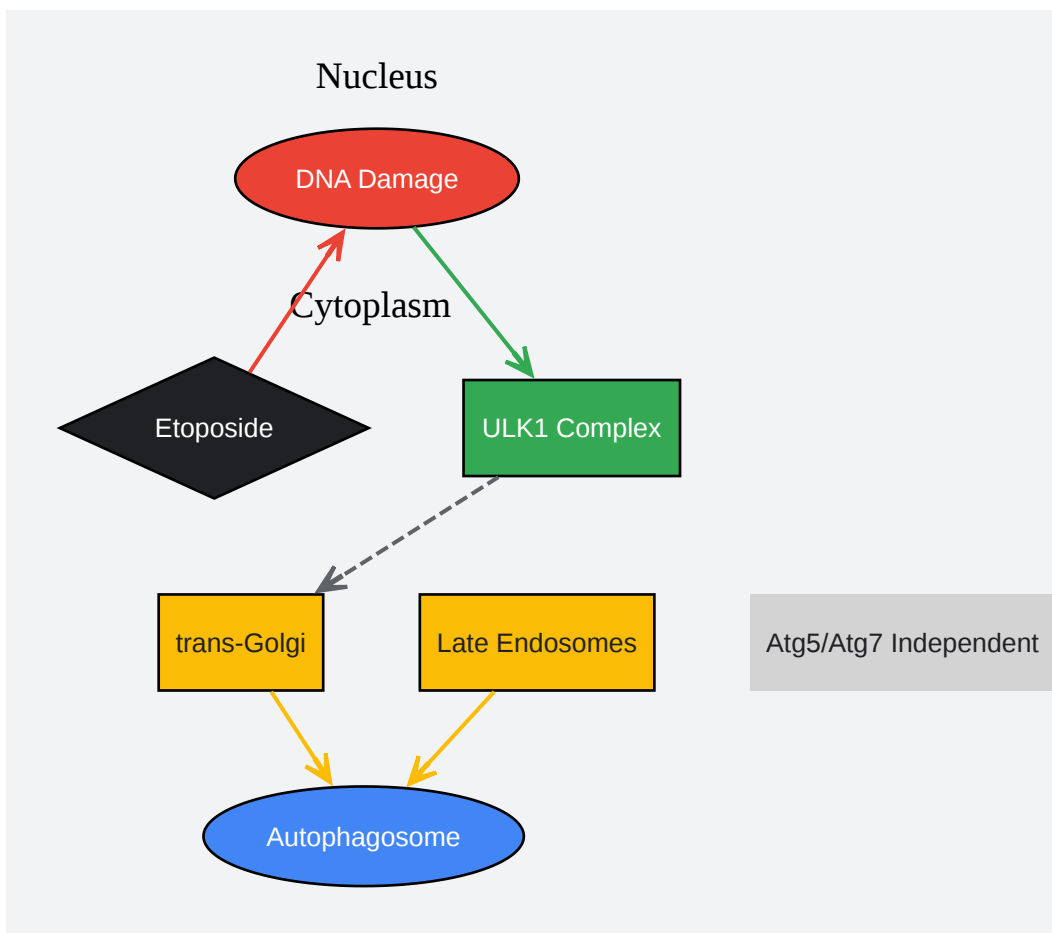 Nucleus
DNA Damage
Cytoplasm
Etoposide
ULK1 Complex
trans-Golgi
Late Endosomes
Atg5/Atg7 Independent
Autophagosome